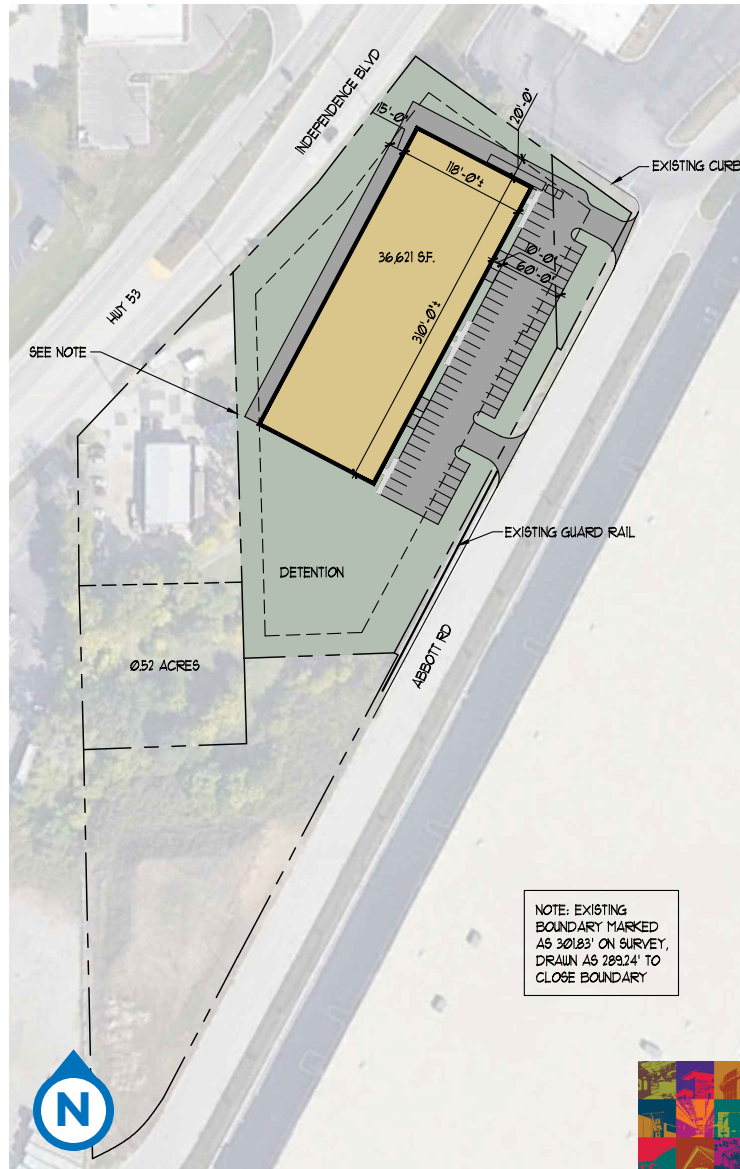 INDEPENDENCE BLVD
15'-0"
20'-0"
EXISTING CURB
118'-0"±
36,621 S.F.
10'-0"
60'-0"
HWY 53
310'-0"±
SEE NOTE
EXISTING GUARD RAIL
DETENTION
0.52 ACRES
ABBOTT RD
NOTE: EXISTING
BOUNDARY MARKED
AS 301.83' ON SURVEY,
DRAWN AS 289.24' TO
CLOSE BOUNDARY
N